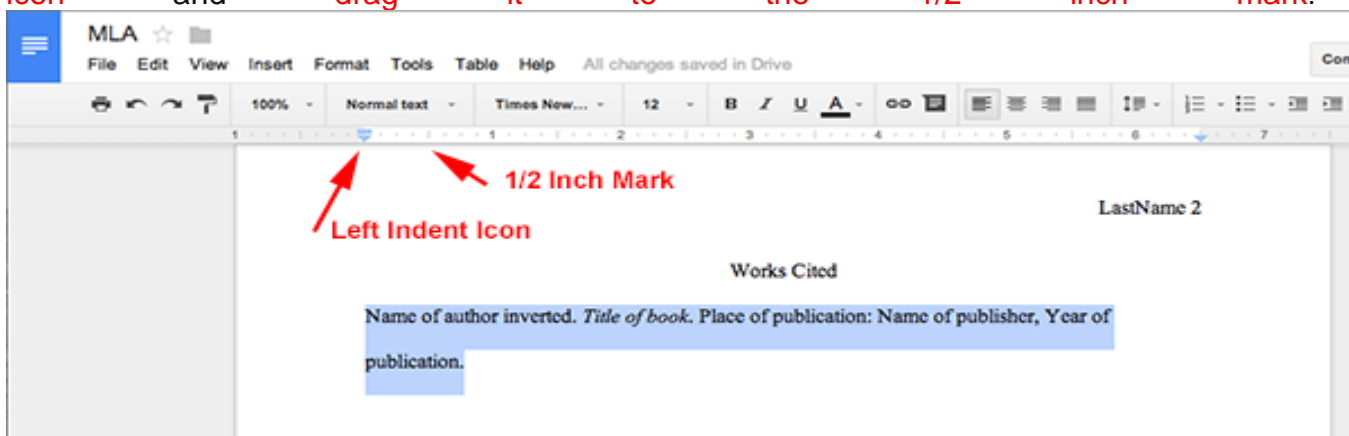 icon and drag it to the 1/2 inch mark.
MLA
File Edit View Insert Format Tools Table Help All changes saved in Drive
100% Normal text Times New... 12 B I U A
1 1 2 3 4 5 6 7
1/2 Inch Mark
LastName 2
Left Indent Icon
Works Cited
Name of author inverted. Title of book. Place of publication: Name of publisher, Year of
publication.